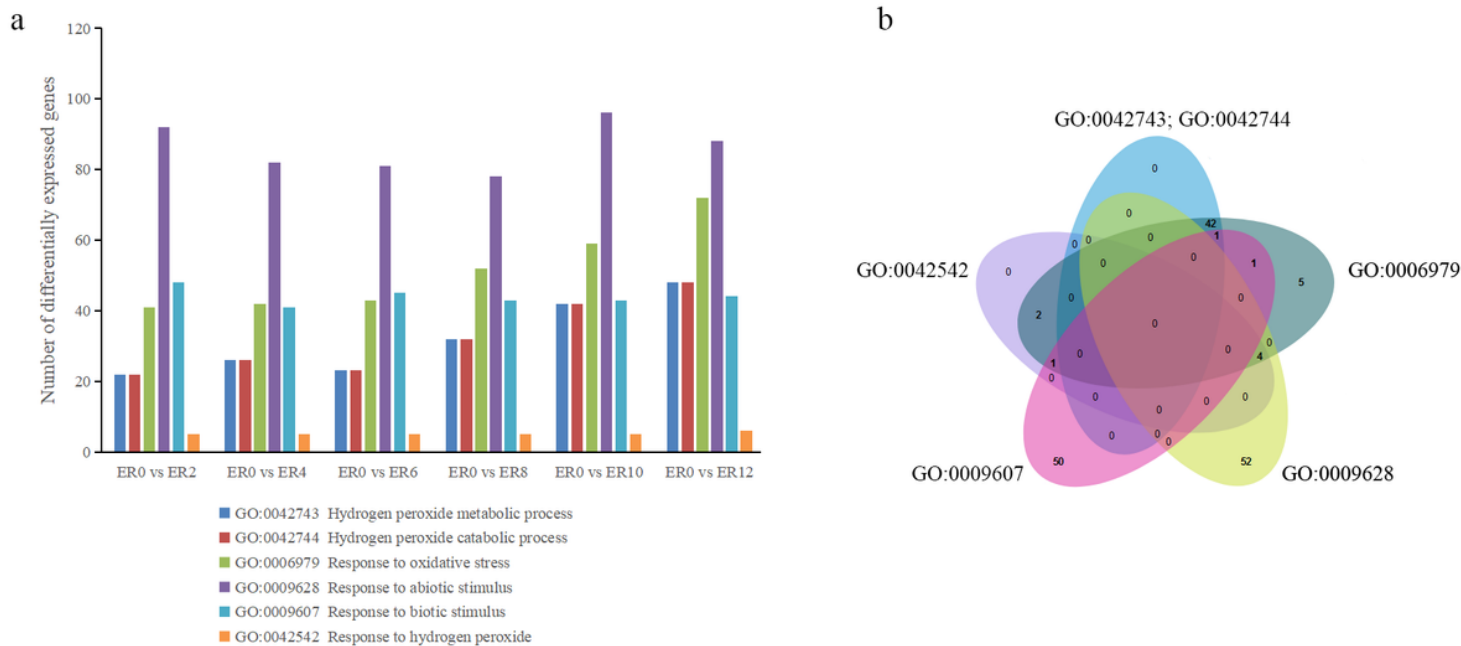 a
Number of differentially expressed genes
120
100
80
60
40
20
0
ER0 vs ER2 ER0 vs ER4 ER0 vs ER6 ER0 vs ER8 ER0 vs ER10 ER0 vs ER12
GO:0042743 Hydrogen peroxide metabolic process
GO:0042744 Hydrogen peroxide catabolic process
GO:0006979 Response to oxidative stress
GO:0009628 Response to abiotic stimulus
GO:0009607 Response to biotic stimulus
GO:0042542 Response to hydrogen peroxide
b
GO:0042743; GO:0042744
0
0
42
0 0 0 1
GO:0042542 0 0 0 1 5 GO:0006979
0 0
2 0
0 0 4
1 0
0
0 0 0
0
0 0 0
GO:0009607 50 52 GO:0009628